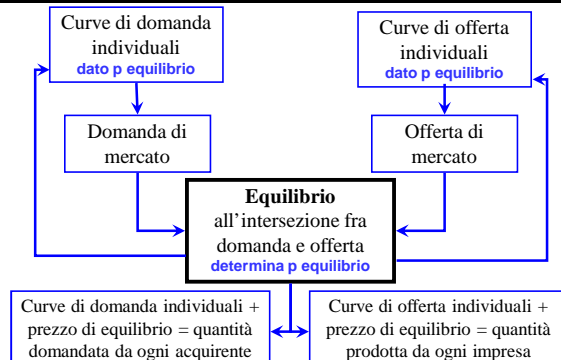 Curve di domanda
individuali
dato p equilibrio
Curve di offerta
individuali
dato p equilibrio
Domanda di
mercato
Offerta di
mercato
Equilibrio
all'intersezione fra
domanda e offerta
determina p equilibrio
Curve di domanda individuali +
prezzo di equilibrio = quantità
domandata da ogni acquirente
Curve di offerta individuali +
prezzo di equilibrio = quantità
prodotta da ogni impresa